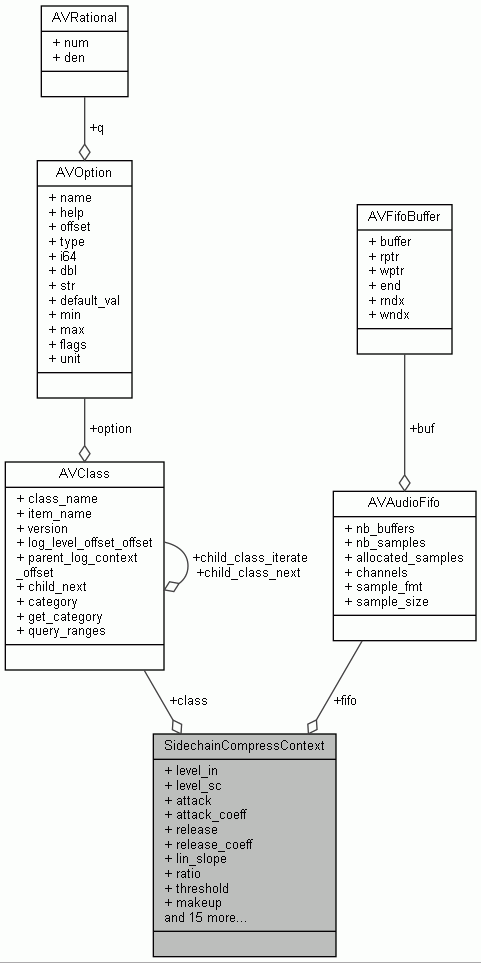 AVRational
+ num
+ den
+q
AVOption
+ name
+ help
+ offset
+ type
+ i64
+ dbl
+ str
+ default_val
+ min
+ max
+ flags
+ unit
AVFifoBuffer
+ buffer
+ rptr
+ wptr
+ end
+ rndx
+ wndx
+option
+buf
AVClass
+ class_name
+ item_name
+ version
+ log_level_offset_offset
+ parent_log_context
_offset
+ child_next
+ category
+ get_category
+ query_ranges
+child_class_iterate
+child_class_next
AVAudioFifo
+ nb_buffers
+ nb_samples
+ allocated_samples
+ channels
+ sample_fmt
+ sample_size
+class
+fifo
SidechainCompressContext
+ level_in
+ level_sc
+ attack
+ attack_coeff
+ release
+ release_coeff
+ lin_slope
+ ratio
+ threshold
+ makeup
and 15 more...